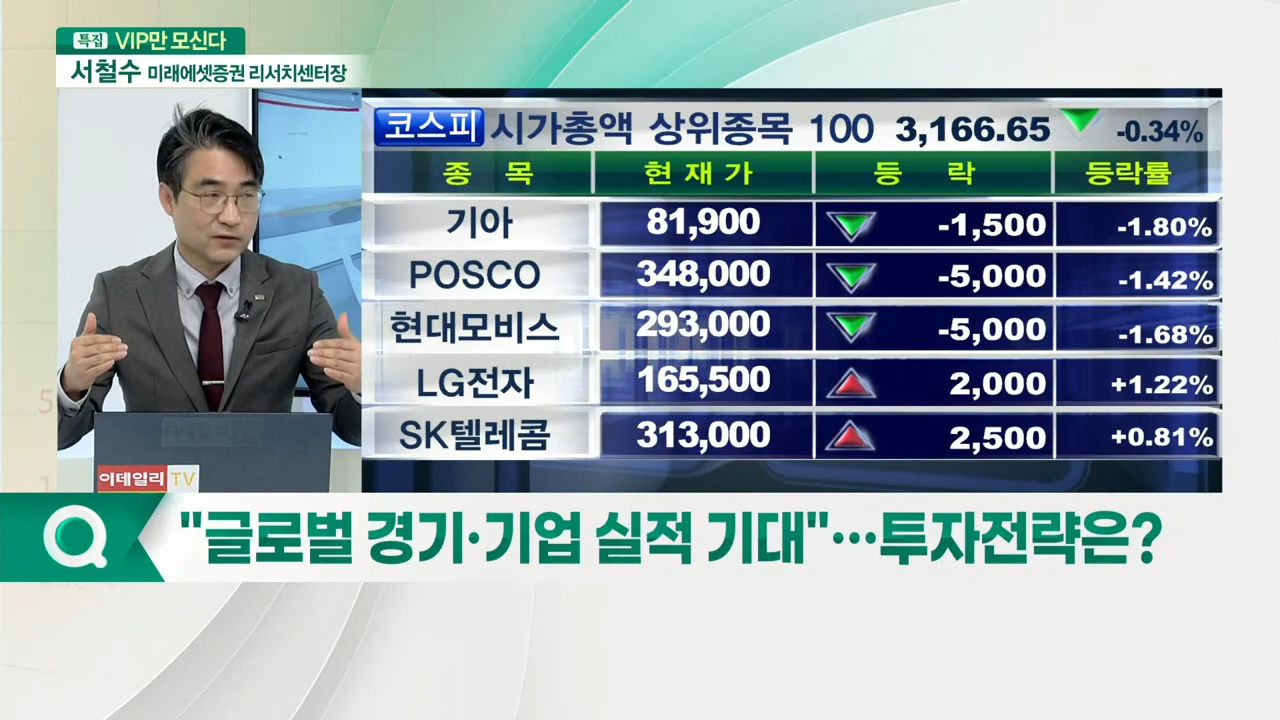 특집 VIP만 모신다
서철수 미래에셋증권 리서치센터장
코스피 시가총액 상위종목 100 3,166.65 -0.34%
종 목 현 재 가 등 락 등락률
기아 81,900 -1,500 -1.80%
POSCO 348,000 -5,000 -1.42%
현대모비스 293,000 -5,000 -1.68%
LG전자 165,500 2,000 +1.22%
SK텔레콤 313,000 2,500 +0.81%
이데일리 TV
"글로벌 경기·기업 실적 기대"…투자전략은?